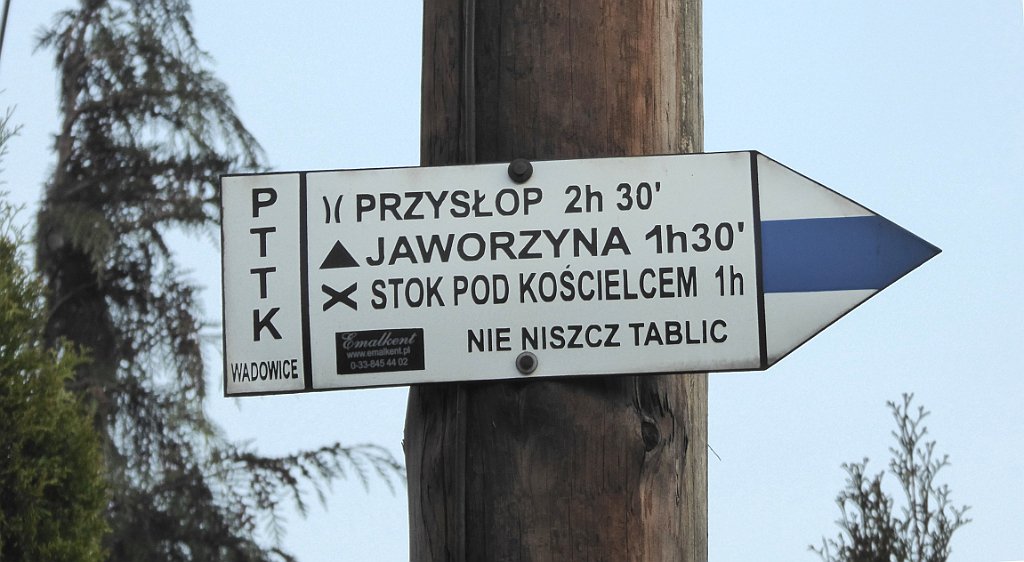 PTTK
WADOWICE
)( PRZYSŁOP 2h 30'
▲ JAWORZYNA 1h30'
X STOK POD KOŚCIELCEM 1h
NIE NISZCZ TABLIC
Emalkent
www.emalkent.pl
0-33-845 44 02